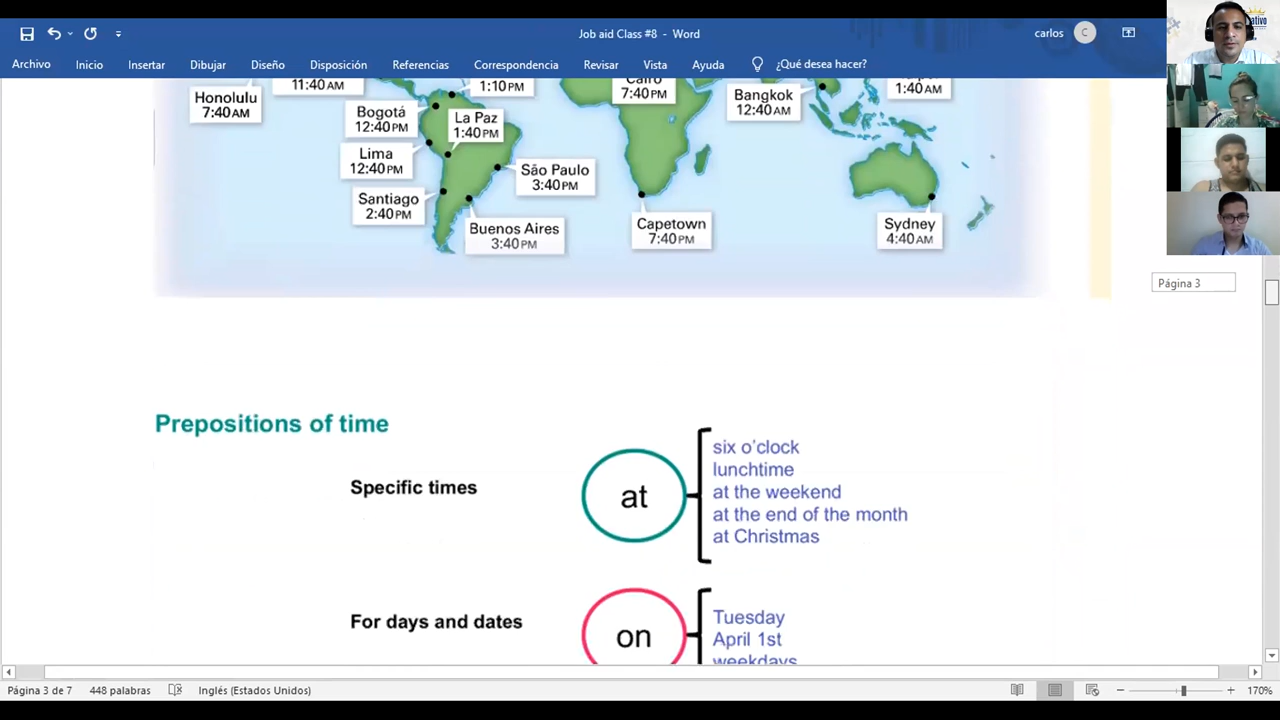 Job aid Class #8 - Word
carlos
C
Archivo
Inicio
Insertar
Dibujar
Diseño
Disposición
Referencias
Correspondencia
Revisar
Vista
Ayuda
¿Qué desea hacer?
Honolulu
7:40 AM
11:40 AM
Bogotá
12:40 PM
1:10 PM
La Paz
1:40 PM
Lima
12:40 PM
São Paulo
3:40 PM
Santiago
2:40 PM
Buenos Aires
3:40 PM
Cairo
7:40 PM
Capetown
7:40 PM
Bangkok
12:40 AM
1:40 AM
Sydney
4:40 AM
Página 3
Prepositions of time
Specific times
at
six o'clock
lunchtime
at the weekend
at the end of the month
at Christmas
For days and dates
on
Tuesday
April 1st
weekdays
Página 3 de 7
448 palabras
Inglés (Estados Unidos)
170%